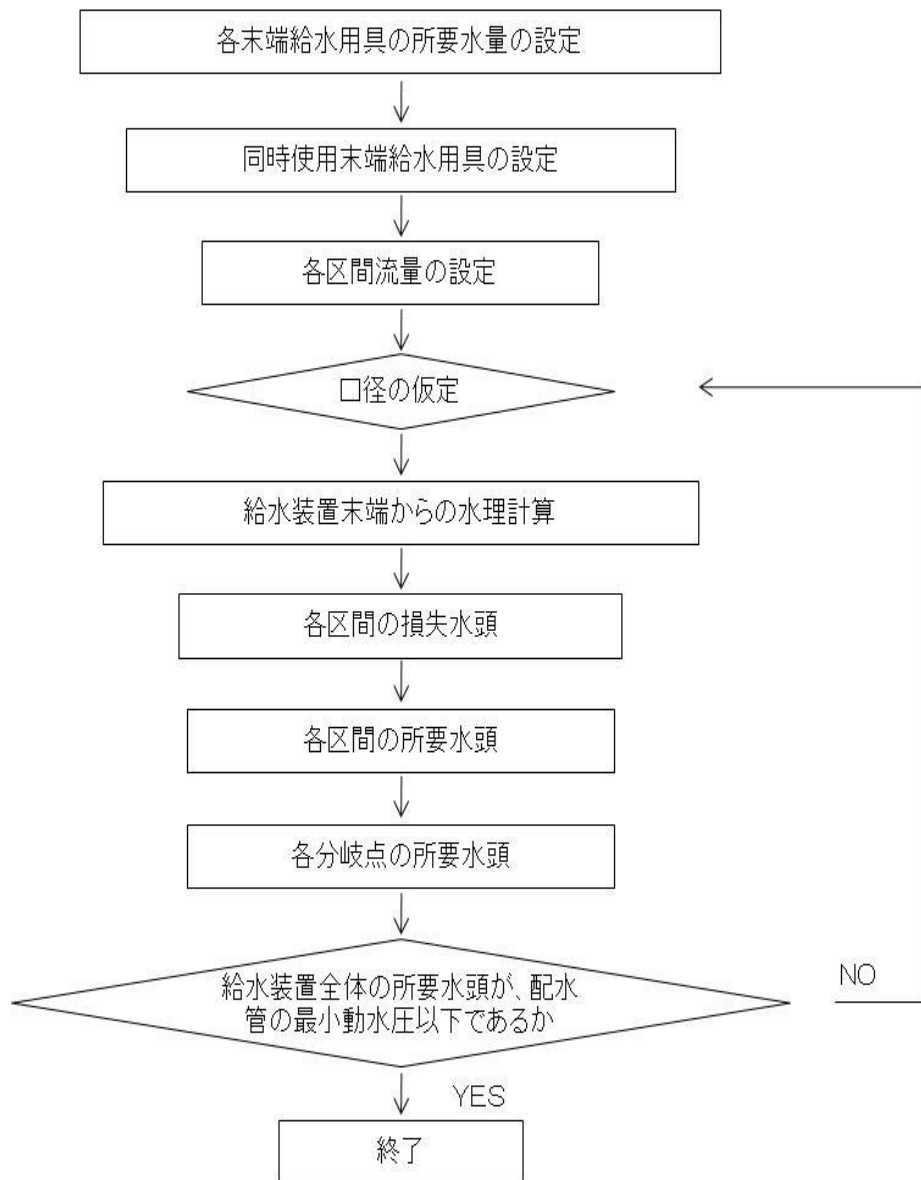 各末端給水用具の所要水量の設定
同時使用末端給水用具の設定
各区間流量の設定
口径の仮定
給水装置末端からの水理計算
各区間の損失水頭
各区間の所要水頭
各分岐点の所要水頭
給水装置全体の所要水頭が、配水
管の最小動水圧以下であるか
NO
YES
終了